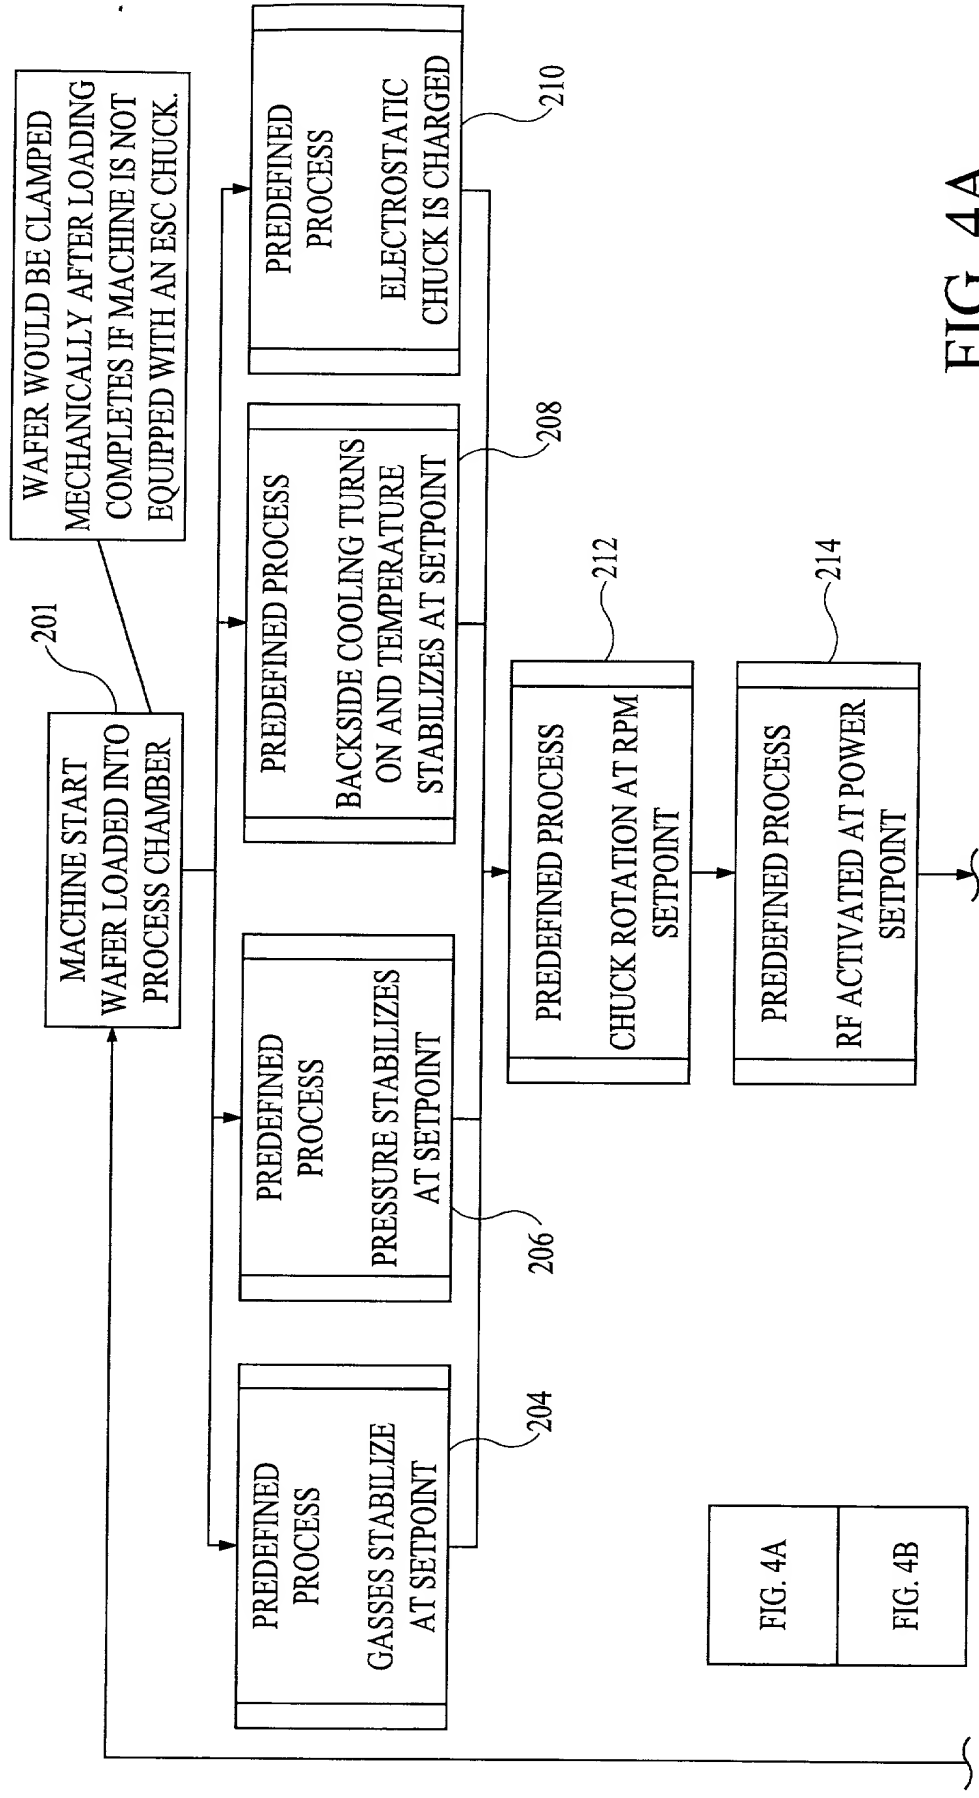 WAFER WOULD BE CLAMPED
MECHANICALLY AFTER LOADING
COMPLETES IF MACHINE IS NOT
EQUIPPED WITH AN ESC CHUCK.
201
MACHINE START
WAFER LOADED INTO
PROCESS CHAMBER
PREDEFINED
PROCESS
GASSES STABILIZE
AT SETPOINT
204
PREDEFINED
PROCESS
PRESSURE STABILIZES
AT SETPOINT
206
PREDEFINED PROCESS
BACKSIDE COOLING TURNS
ON AND TEMPERATURE
STABILIZES AT SETPOINT
208
PREDEFINED
PROCESS
ELECTROSTATIC
CHUCK IS CHARGED
210
PREDEFINED PROCESS
CHUCK ROTATION AT RPM
SETPOINT
212
PREDEFINED PROCESS
RF ACTIVATED AT POWER
SETPOINT
214
FIG. 4A
FIG. 4B
FIG. 4A